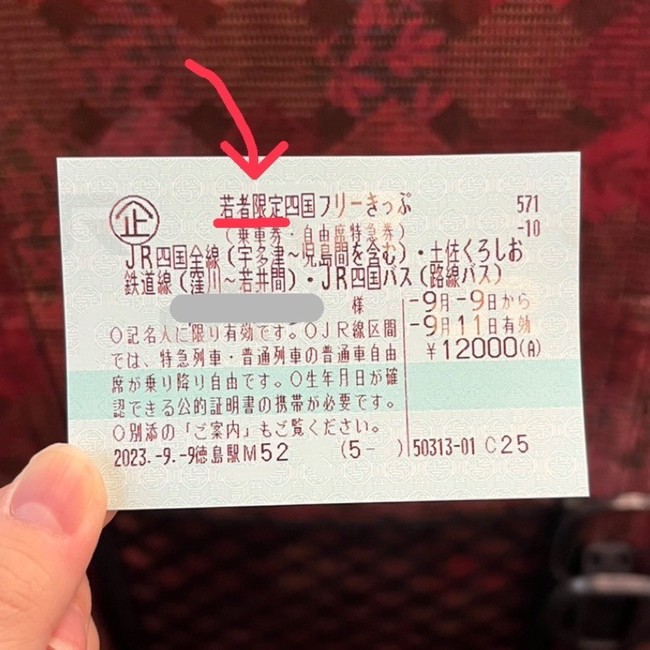 企
若者限定四国フリーきっぷ
571
(乗車券・自由席特急券)
-10
JR四国全線(宇多津~児島間を含む)・土佐くろしお
鉄道線(窪川~若井間)・JR四国バス(路線バス)
様
-9月-9日から
-9月11日有効
¥12000(A)
○記名人に限り有効です。○JR線区間
では、特急列車・普通列車の普通車自由
席が乗り降り自由です。○生年月日が確
認できる公的証明書の携帯が必要です。
○別添の「ご案内」もご覧ください。
2023.-9.-9徳島駅M52 (5- ) 50313-01 C25